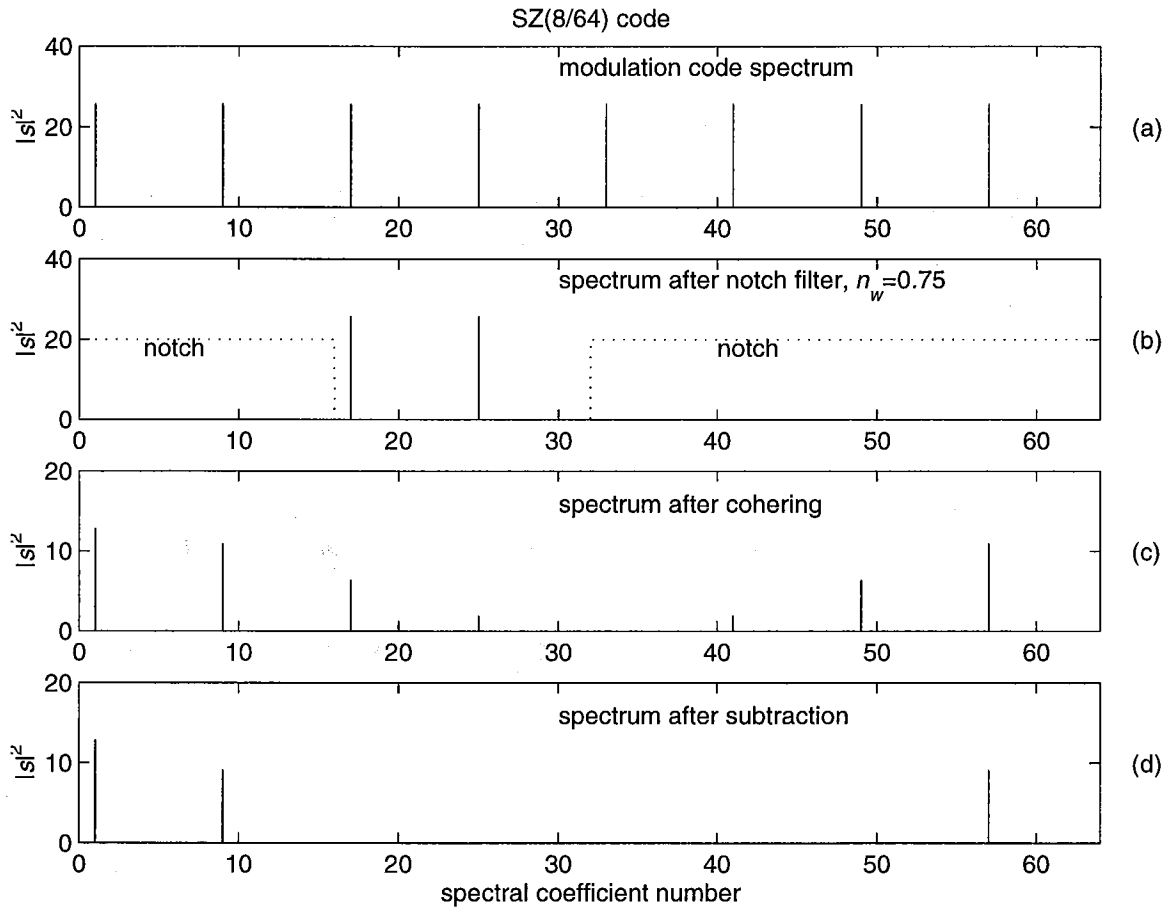 SZ(8/64) code
40
20
0
|s|²
modulation code spectrum
(a)
0 10 20 30 40 50 60
40
20
0
|s|²
spectrum after notch filter, n_w=0.75
notch
notch
(b)
0 10 20 30 40 50 60
20
10
0
|s|²
spectrum after cohering
(c)
0 10 20 30 40 50 60
20
10
0
|s|²
spectrum after subtraction
(d)
0 10 20 30 40 50 60
spectral coefficient number